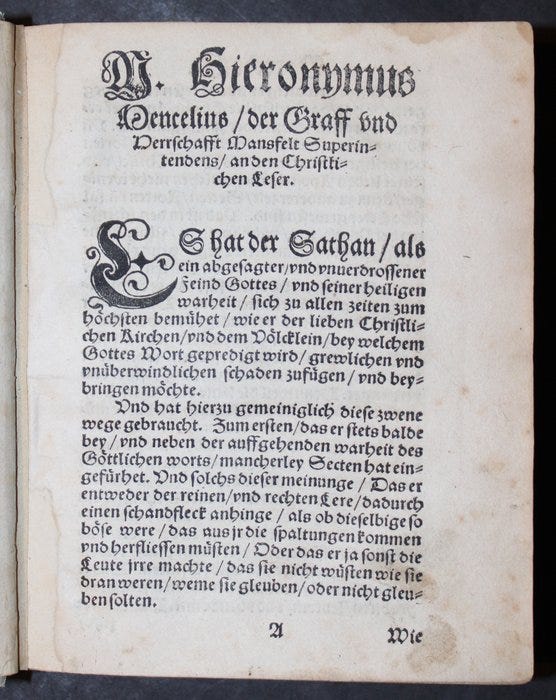 M. Hieronymus
Mencelius / der Graff vnd
Herrschafft Mansfelt Superin-
tendens / an den Christli-
chen Leser.
ES hat der Sathan / als
ein abgesagter / vnd vnuerdrossener
Feind Gottes / vnd seiner heiligen
warheit / sich zu allen zeiten zum
höchsten bemühet / wie er der lieben Christli-
chen Kirchen / vnd dem Völcklein / bey welchem
Gottes Wort gepredigt wird / grewlichen vnd
vnüberwindlichen schaden zufügen / vnd bey-
bringen möchte.
Vnd hat hierzu gemeiniglich diese zwene
wege gebraucht. Zum ersten / das er stets balde
bey / vnd neben der auffgehenden warheit des
Göttlichen worts / mancherley Secten hat ein-
gefürhet. Vnd solchs dieser meinunge / Das er
entweder der reinen / vnd rechten Lere / dadurch
einen schandfleck anhinge / als ob dieselbige so
böse were / das aus jr die spaltungen kommen
vnd herfliessen müsten / Oder das er ja sonst die
Leute jrre machte / das sie nicht wüsten wie sie
dran weren / weme sie gleuben / oder nicht gleu-
ben solten.
A
Wie